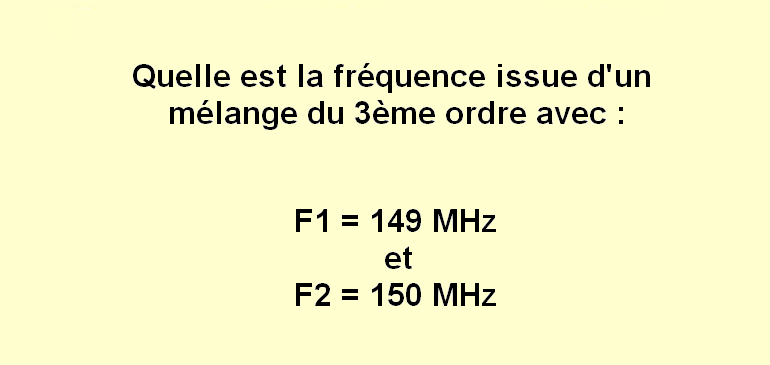 Quelle est la fréquence issue d'un
mélange du 3ème ordre avec :
F1 = 149 MHz
et
F2 = 150 MHz